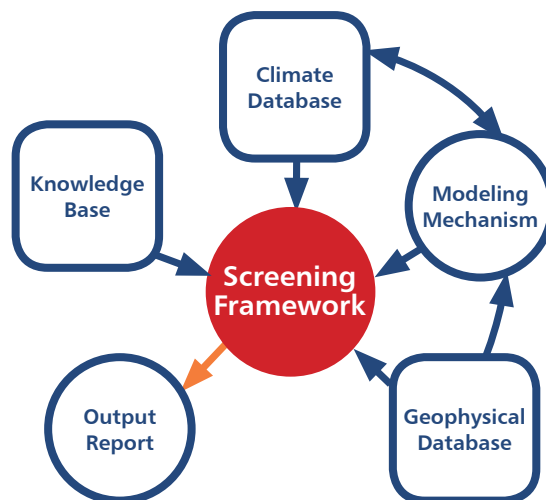 Climate
Database
Knowledge
Base
Modeling
Mechanism
Screening
Framework
Output
Report
Geophysical
Database